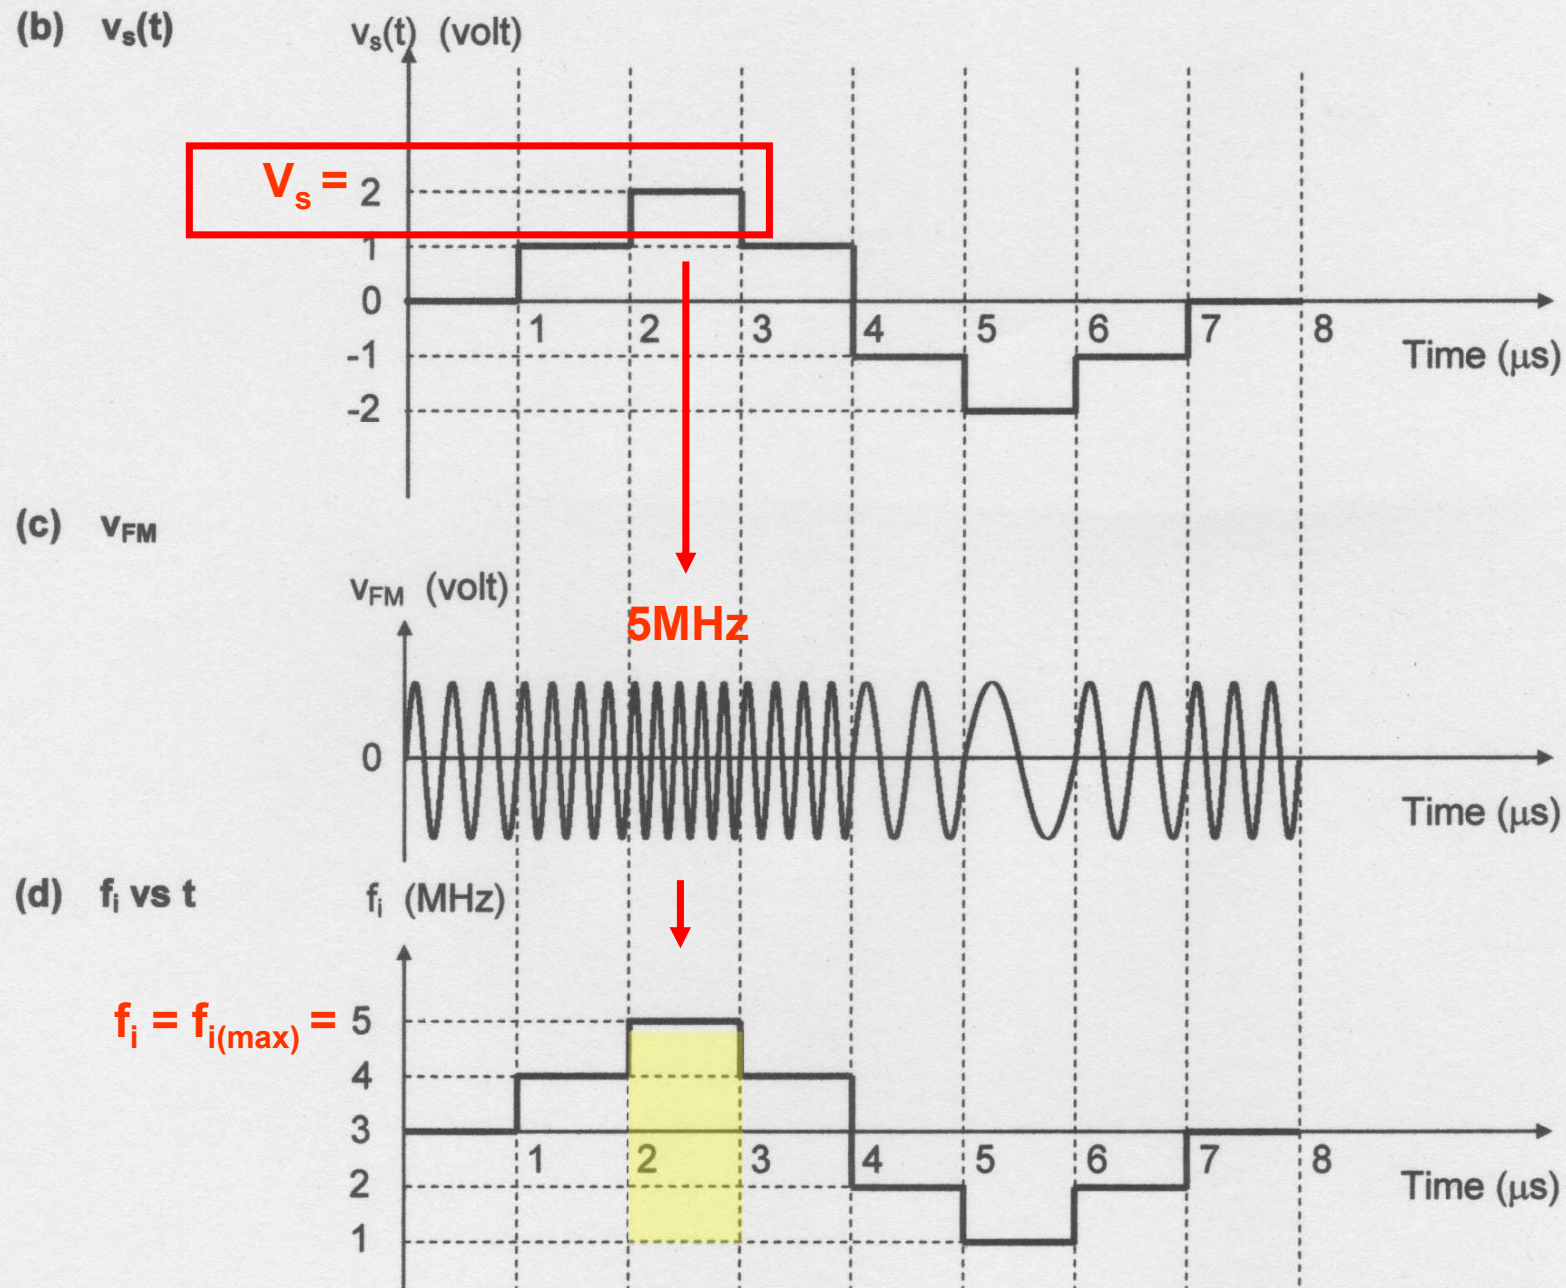 (b) vs(t)
vs(t) (volt)
Vs = 2
1
0
1 2 3 4 5 6 7 8
-1
Time (μs)
-2
(c) vFM
vFM (volt)
5MHz
0
Time (μs)
(d) fi vs t
fi (MHz)
fi = fi(max) = 5
4
3
1 2 3 4 5 6 7 8
2
Time (μs)
1